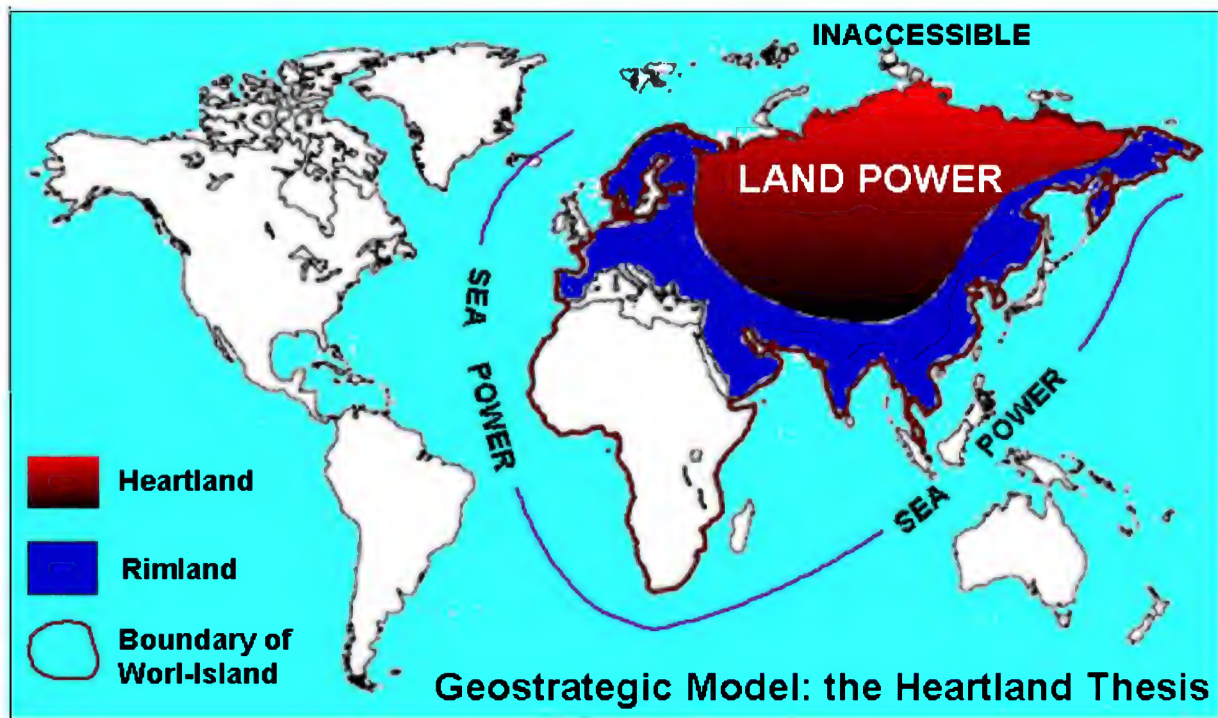 INACCESSIBLE
LAND POWER
SEA POWER
SEA POWER
Heartland
Rimland
Boundary of
Worl-Island
Geostrategic Model: the Heartland Thesis